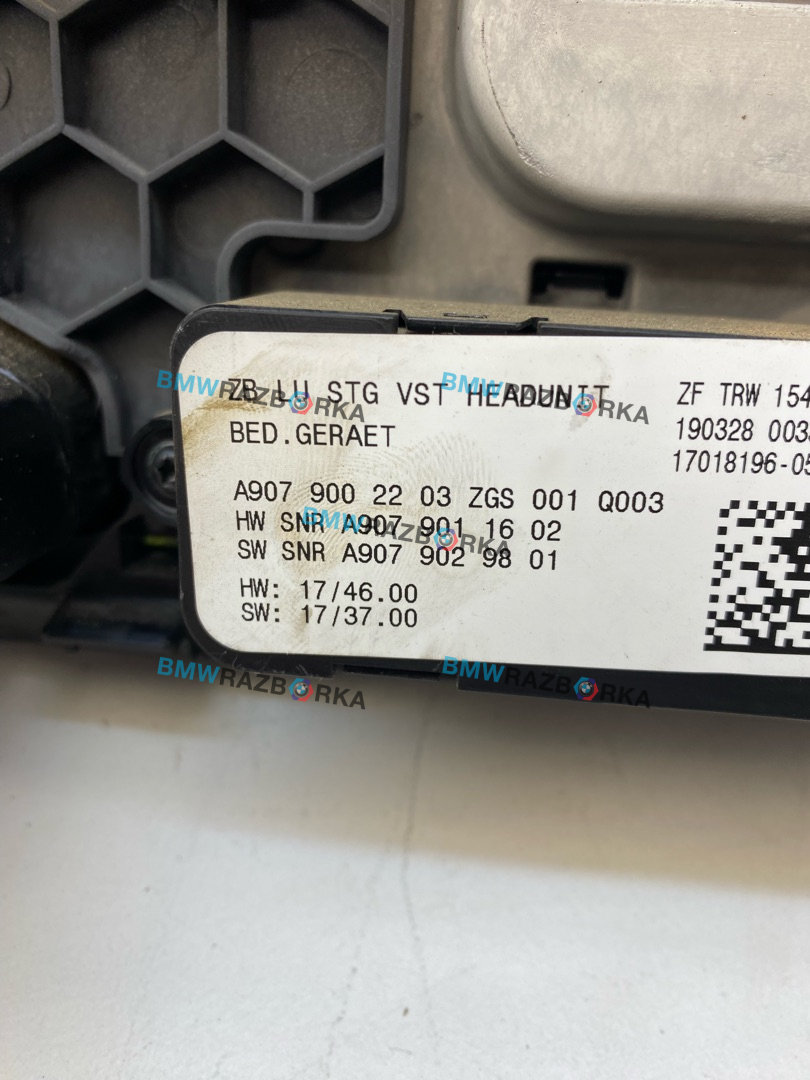 ZB LU STG VST HEADUNIT
BED.GERAET
A907 900 22 03 ZGS 001 Q003
HW SNR A907 901 16 02
SW SNR A907 902 98 01
HW: 17/46.00
SW: 17/37.00
ZF TRW 154
190328 003
17018196-05
BMWRAZBORKA
BMWRAZBORKA
BMWRAZBORKA
BMWRAZBORKA
BMWRAZBORKA